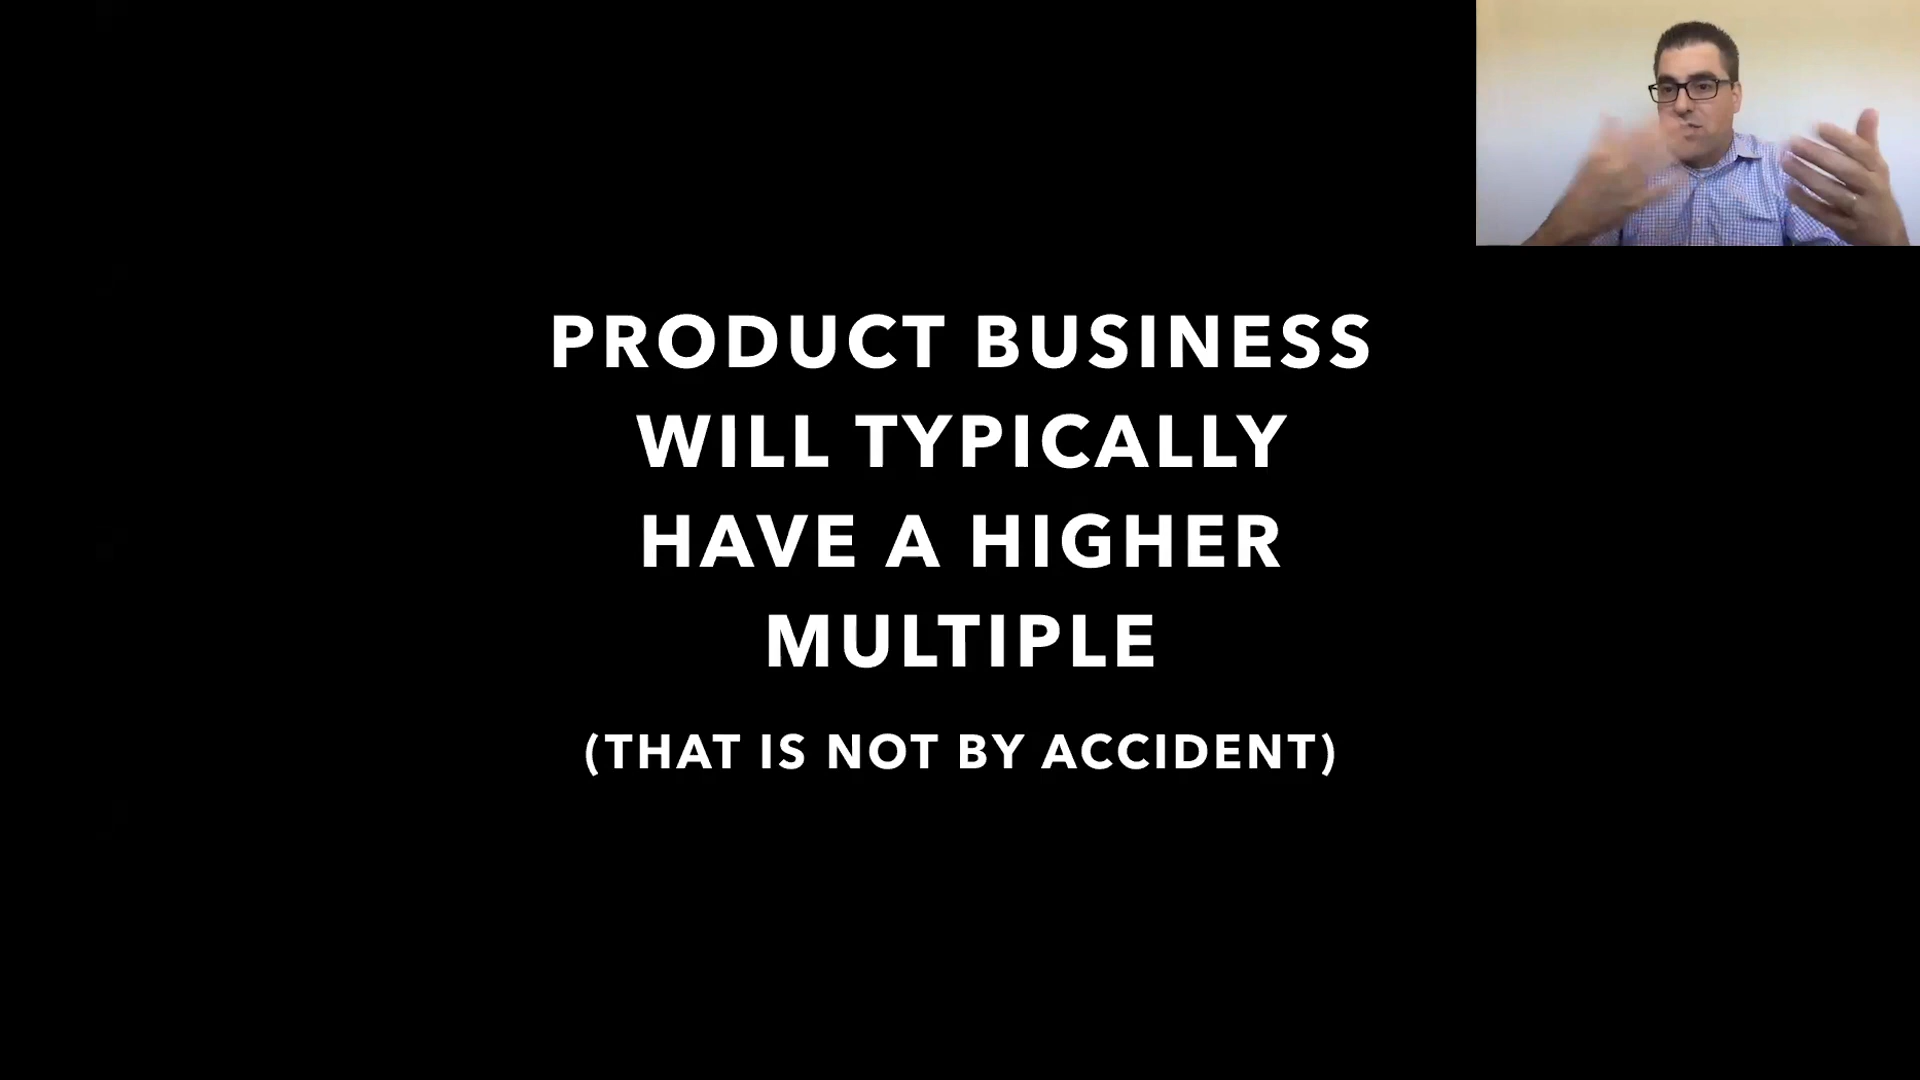 PRODUCT BUSINESS
WILL TYPICALLY
HAVE A HIGHER
MULTIPLE
(THAT IS NOT BY ACCIDENT)